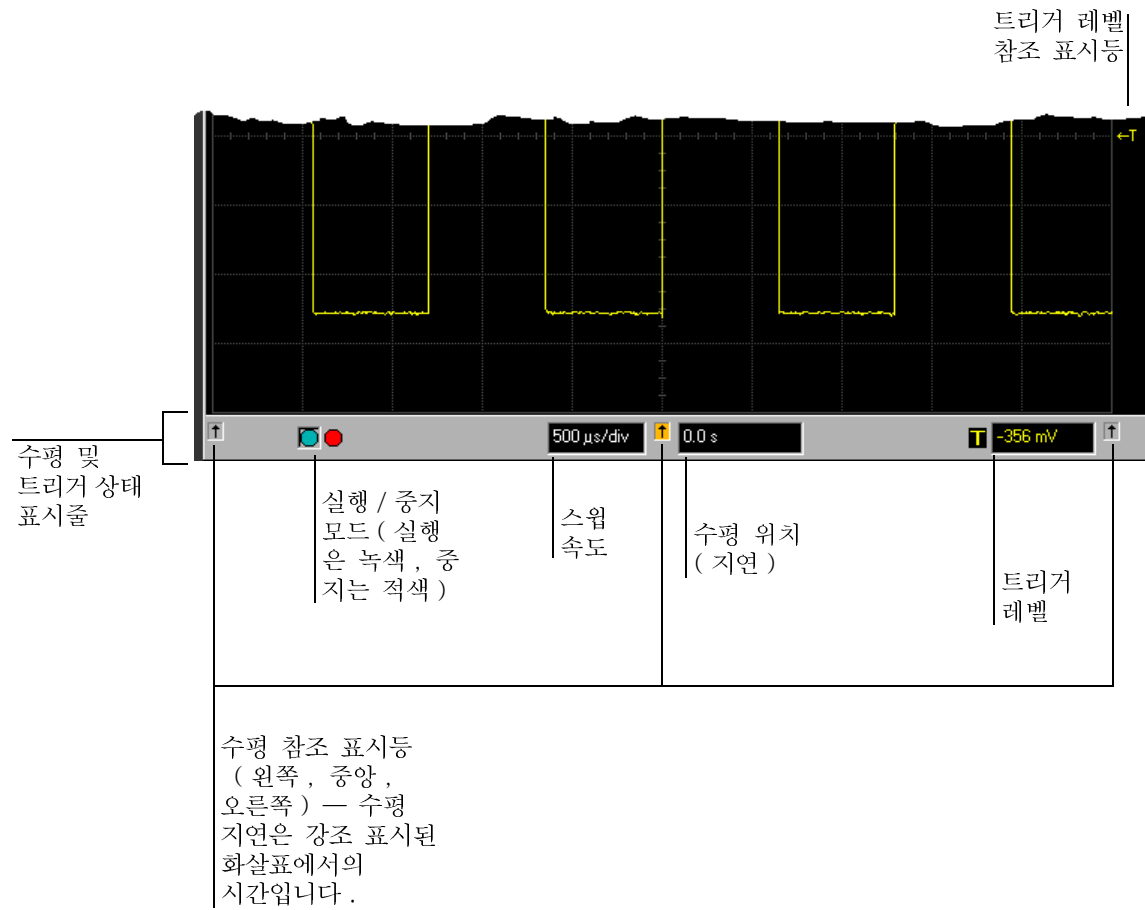 트리거 레벨
참조 표시등
←T
500 µs/div
0.0 s
T
-356 mV
수평 및
트리거 상태
표시줄
실행 / 중지
모드 ( 실행
은 녹색 , 중
지는 적색 )
스윕
속도
수평 위치
( 지연 )
트리거
레벨
수평 참조 표시등
( 왼쪽 , 중앙 ,
오른쪽 ) — 수평
지연은 강조 표시된
화살표에서의
시간입니다 .